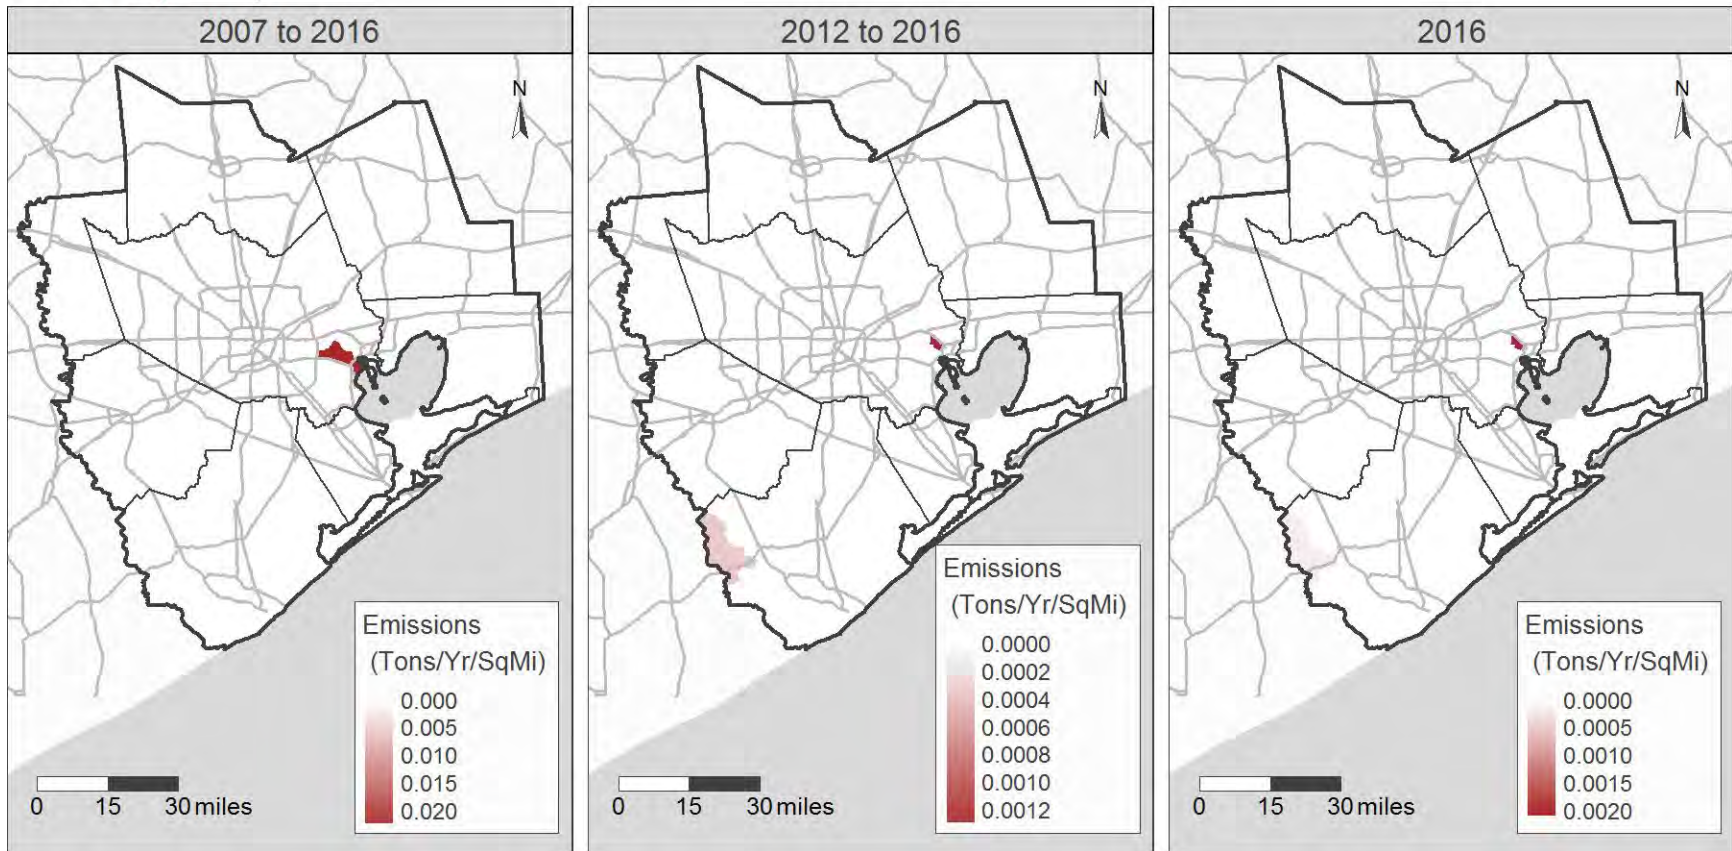 2007 to 2016
N
Emissions
(Tons/Yr/SqMi)
0.000
0.005
0.010
0.015
0.020
0 15 30 miles
2012 to 2016
N
Emissions
(Tons/Yr/SqMi)
0.0000
0.0002
0.0004
0.0006
0.0008
0.0010
0.0012
0 15 30 miles
2016
N
Emissions
(Tons/Yr/SqMi)
0.0000
0.0005
0.0010
0.0015
0.0020
0 15 30 miles